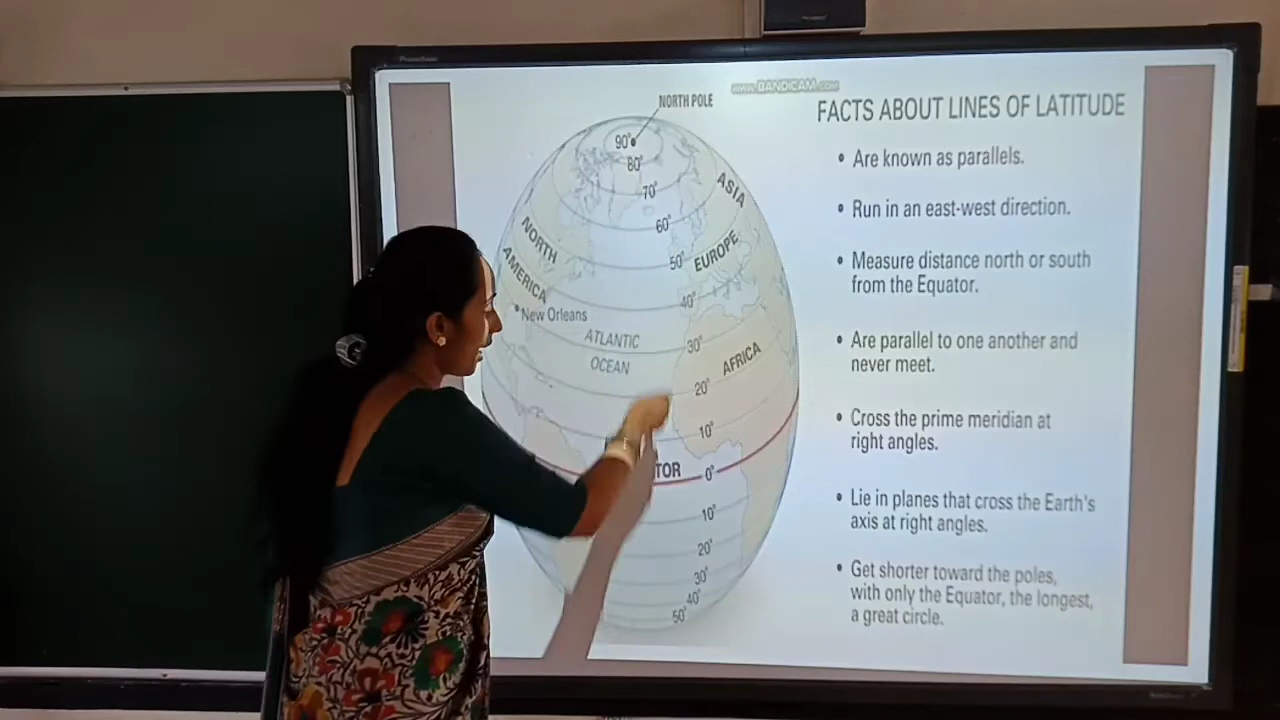 Promethean
WWW.BANDICAM.COM
NORTH POLE
FACTS ABOUT LINES OF LATITUDE
90°
80°
70°
60°
50°
40°
30°
20°
10°
0°
10°
20°
30°
40°
50°
ASIA
EUROPE
NORTH
AMERICA
New Orleans
ATLANTIC
OCEAN
AFRICA
TOR
• Are known as parallels.
• Run in an east-west direction.
• Measure distance north or south
from the Equator.
• Are parallel to one another and
never meet.
• Cross the prime meridian at
right angles.
• Lie in planes that cross the Earth's
axis at right angles.
• Get shorter toward the poles,
with only the Equator, the longest,
a great circle.